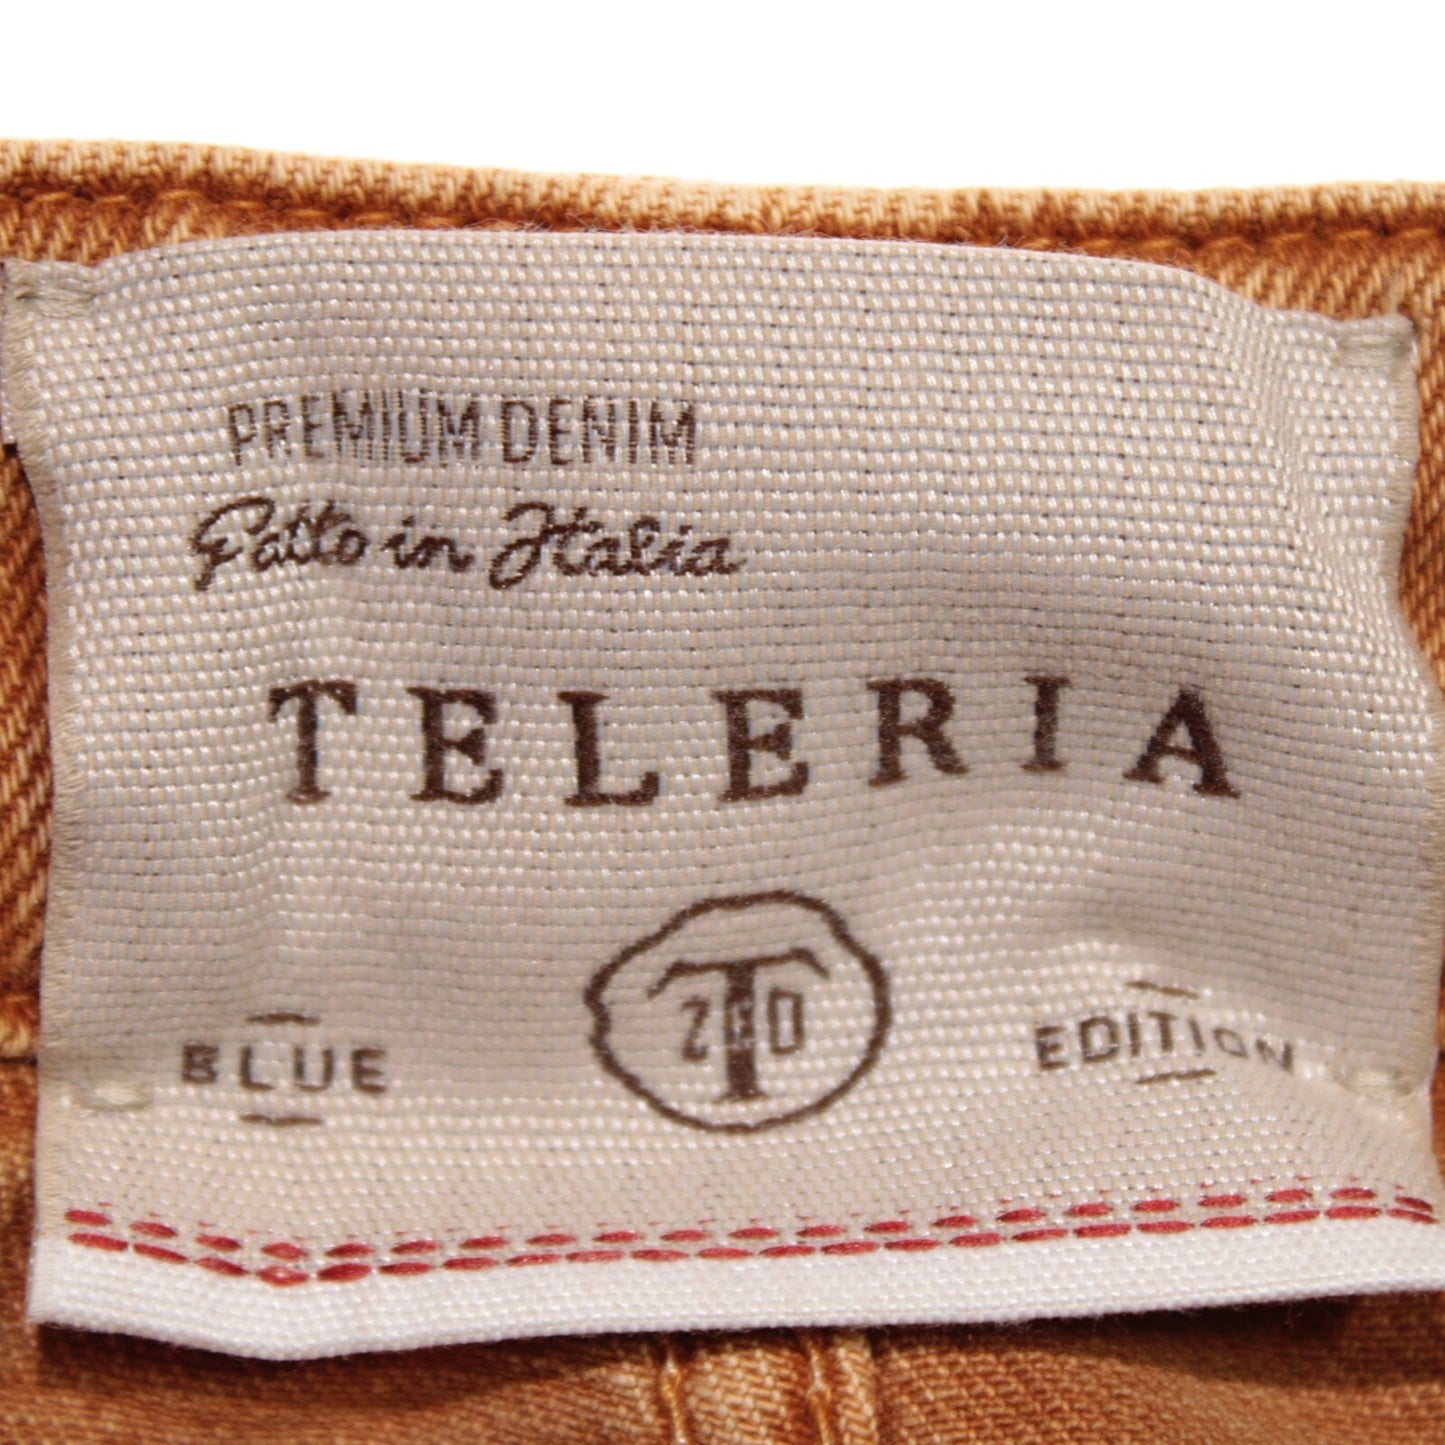 PREMIUM DENIM
Fatto in Italia
TELERIA
BLUE
T
ZED
EDITION